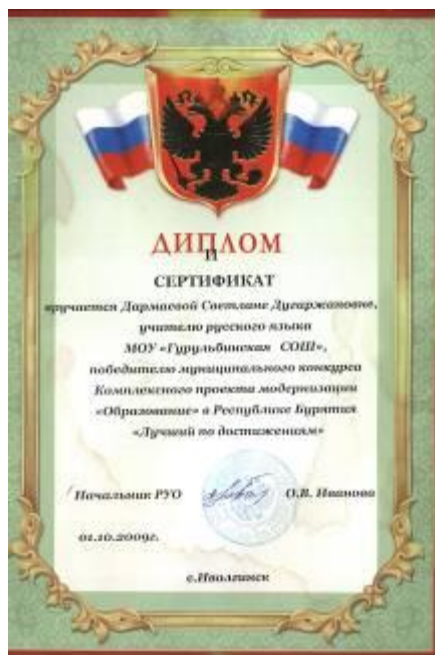 ДИПЛОМ
И
СЕРТИФИКАТ
вручается Дармаевой Светлане Дугаржаповне,
учителю русского языка
МОУ «Гурульбинская СОШ»,
победителю муниципального конкурса
Комплексного проекта модернизации
«Образование» в Республике Бурятия
«Лучший по достижениям»
Начальник РУО О.В. Иванова
01.10.2009г.
с.Иволгинск